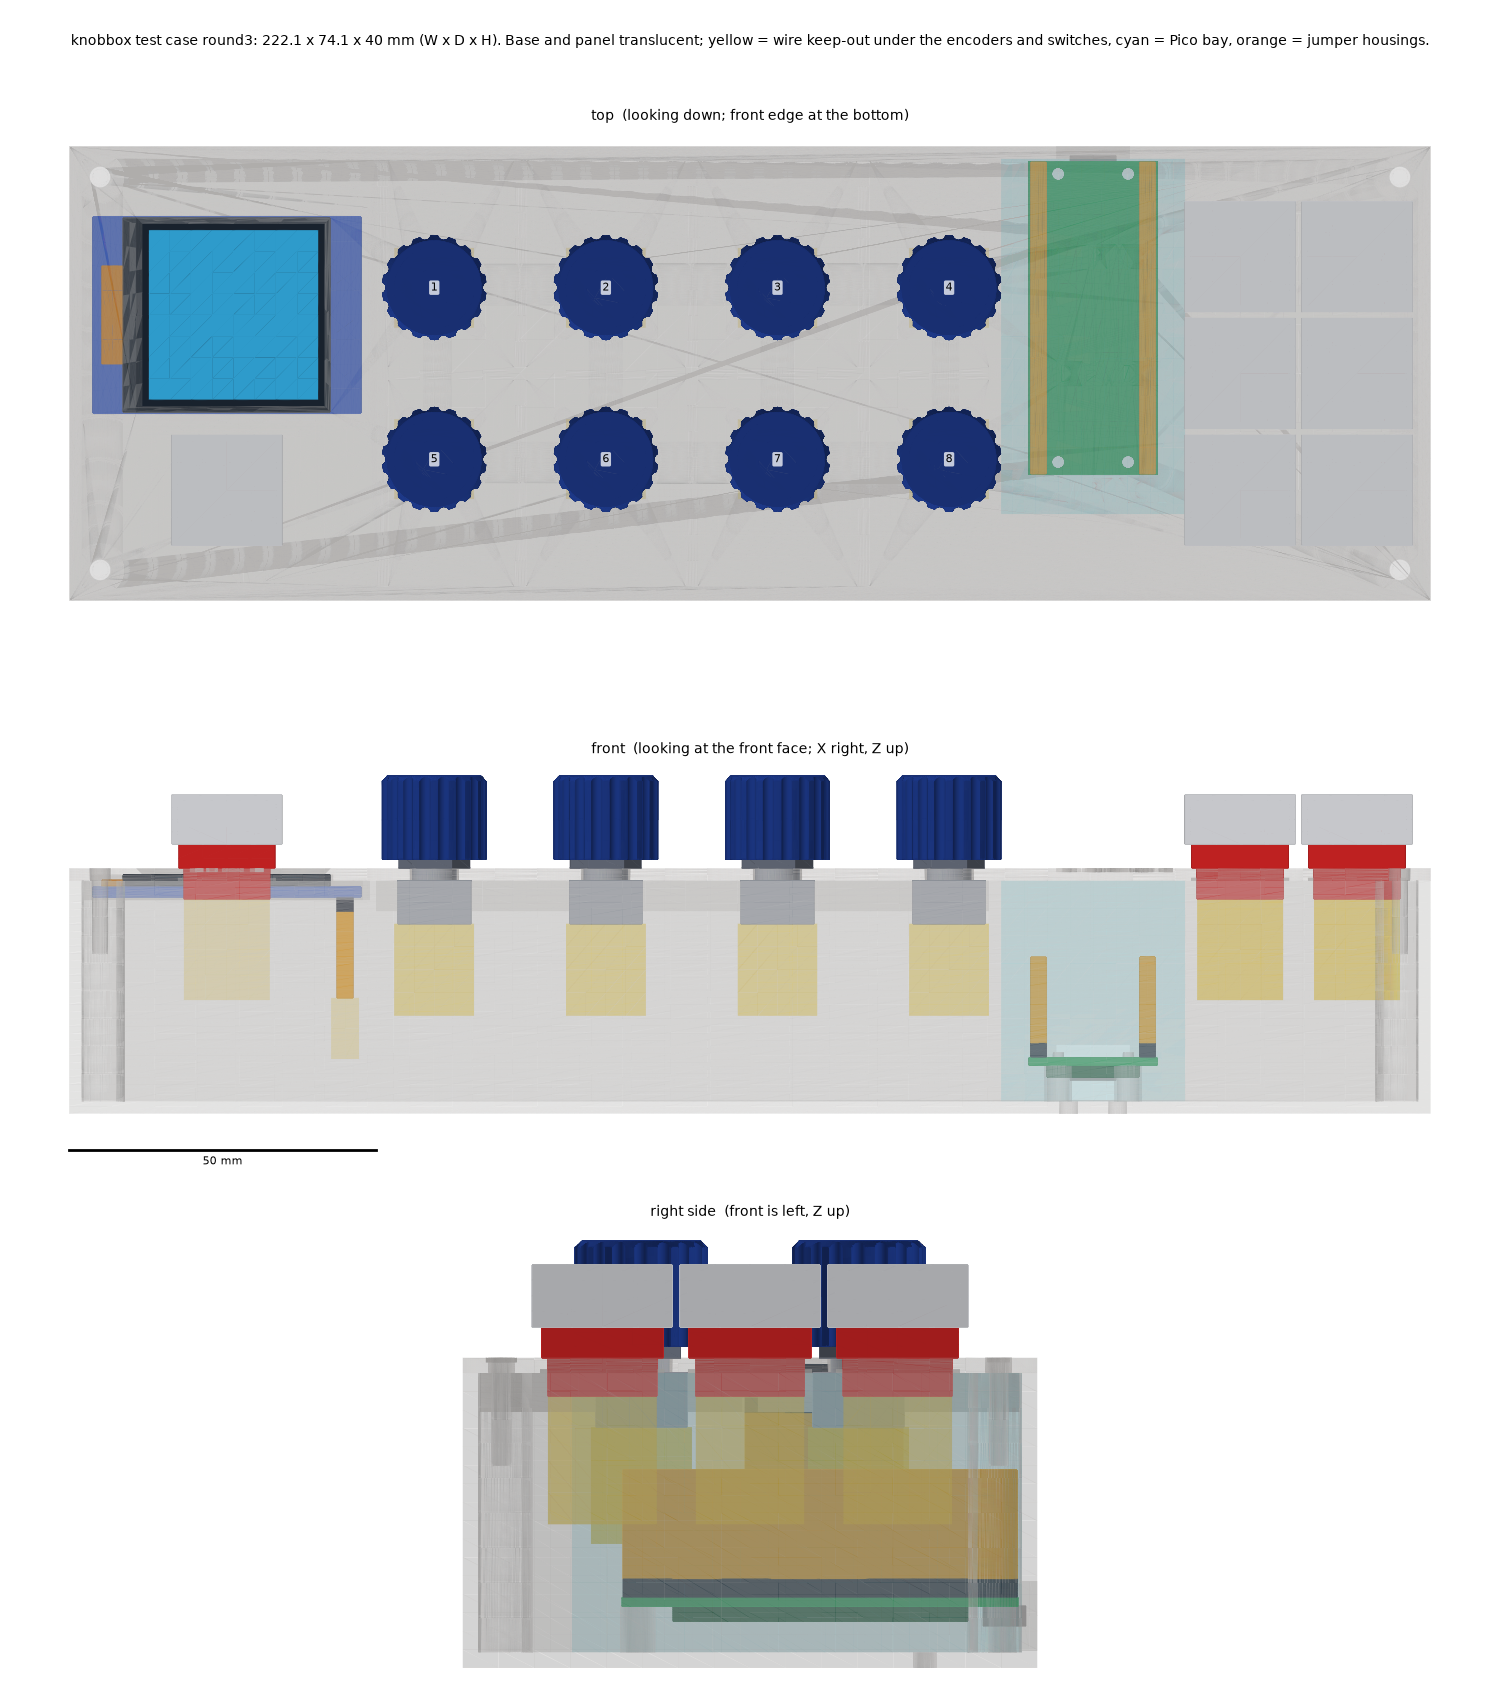 knobbox test case round3: 222.1 x 74.1 x 40 mm (W x D x H). Base and panel translucent; yellow = wire keep-out under the encoders and switches, cyan = Pico bay, orange = jumper housings.
top (looking down; front edge at the bottom)
1 2 3 4
5 6 7 8
front (looking at the front face; X right, Z up)
50 mm
right side (front is left, Z up)